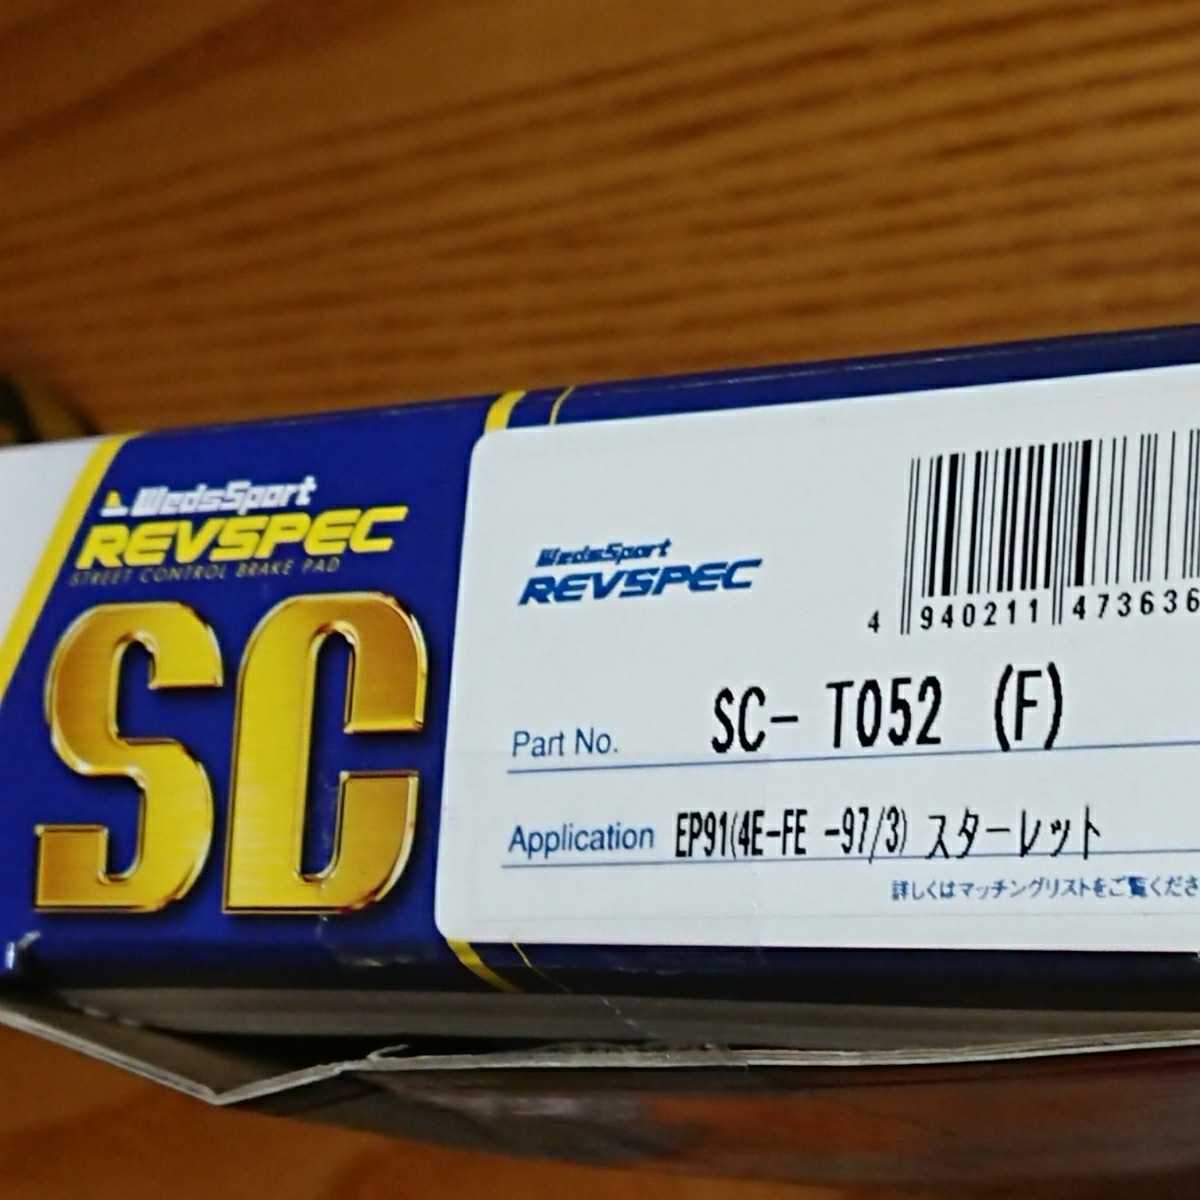 WedsSport
REVSPEC
STREET CONTROL BRAKE PAD
SC
WedsSport
REVSPEC
4 940211 473636
Part No. SC- T052 (F)
Application EP91(4E-FE -97/3) スターレット
詳しくはマッチングリストをご覧くださ